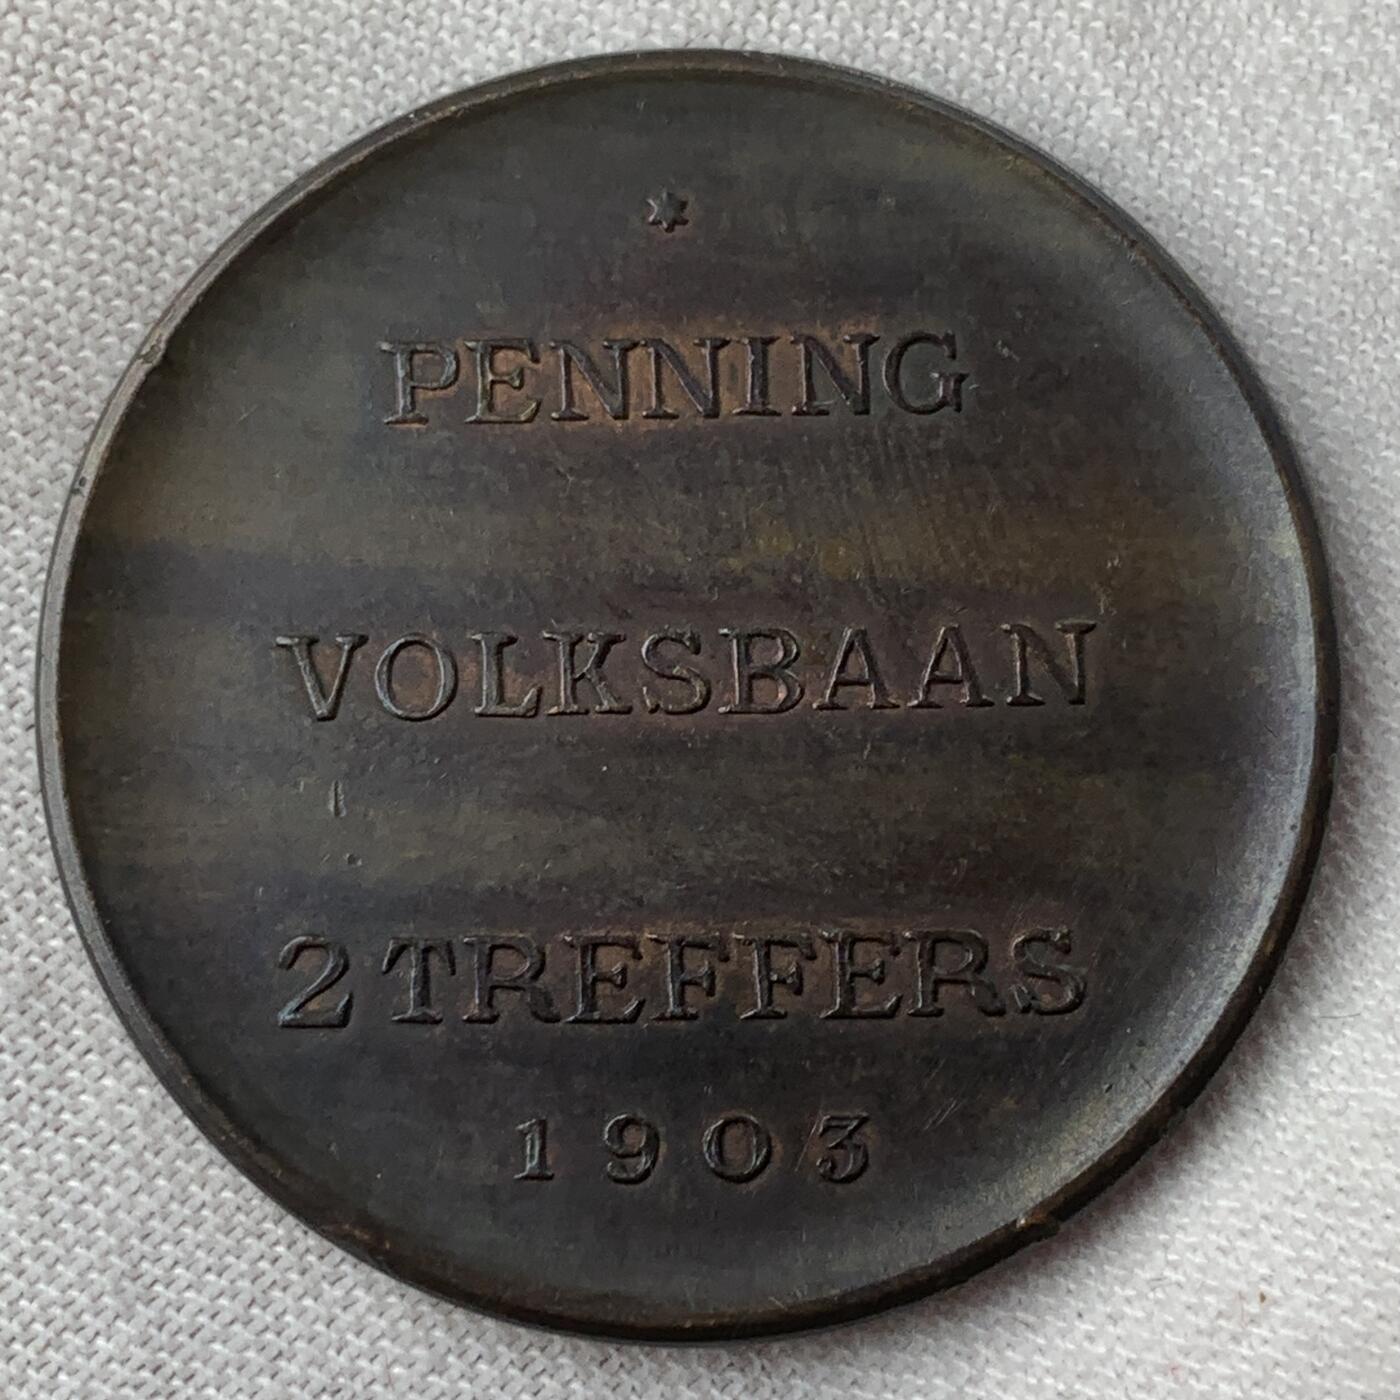 PENNING
VOLKSBAAN
2 TREFFERS
1903